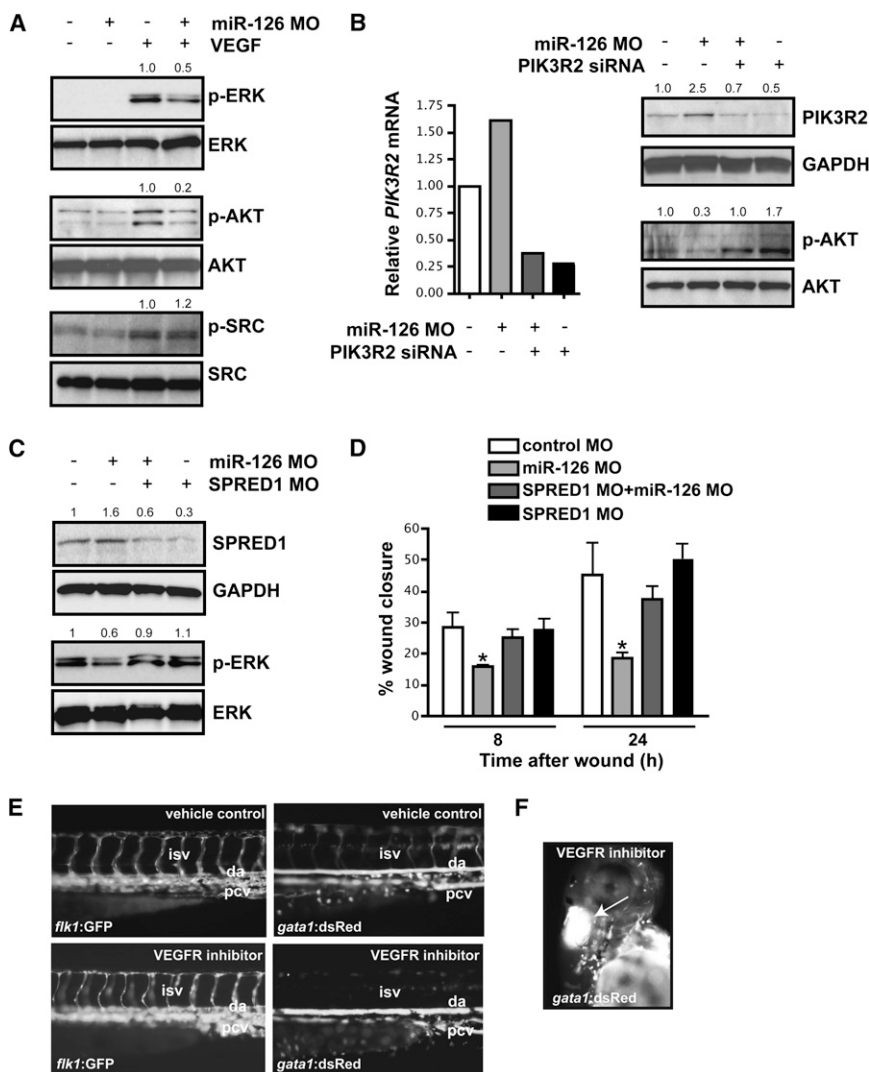 A
- + - + miR-126 MO
- - + + VEGF
1.0 0.5
p-ERK
ERK
1.0 0.2
p-AKT
AKT
1.0 1.2
p-SRC
SRC
B
1.75
1.50
1.25
1.00
0.75
0.50
0.25
0.00
Relative PIK3R2 mRNA
miR-126 MO - + + -
PIK3R2 siRNA - - + +
miR-126 MO - + + -
PIK3R2 siRNA - - + +
1.0 2.5 0.7 0.5
PIK3R2
GAPDH
1.0 0.3 1.0 1.7
p-AKT
AKT
C
- + + - miR-126 MO
- - + + SPRED1 MO
1 1.6 0.6 0.3
SPRED1
GAPDH
1 0.6 0.9 1.1
p-ERK
ERK
D
control MO
miR-126 MO
SPRED1 MO+miR-126 MO
SPRED1 MO
60
50
40
30
20
10
0
% wound closure
* *
8 24
Time after wound (h)
E
vehicle control
isv
da
pcv
flk1:GFP
vehicle control
isv
da
pcv
gata1:dsRed
VEGFR inhibitor
isv
da
pcv
flk1:GFP
VEGFR inhibitor
isv
da
pcv
gata1:dsRed
F
VEGFR inhibitor
gata1:dsRed